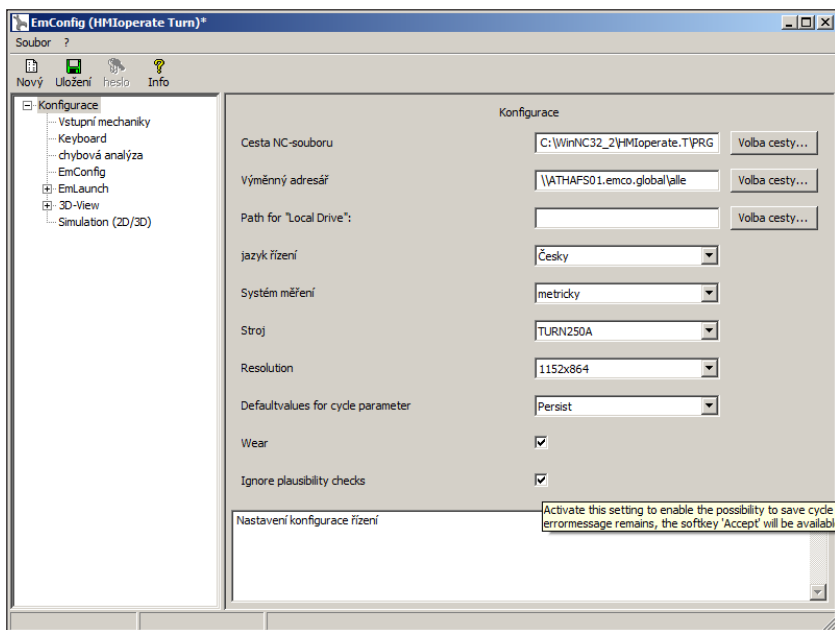 EmConfig (HMIoperate Turn)*
Soubor ?
Nový Uložení heslo Info
Konfigurace
Vstupní mechaniky
Keyboard
chybová analýza
EmConfig
EmLaunch
3D-View
Simulation (2D/3D)
Konfigurace
Cesta NC-souboru C:\WinNC32_2\HMIoperate.T\PRG Volba cesty...
Výměnný adresář \\ATHAFS01.emco.global\alle Volba cesty...
Path for "Local Drive": Volba cesty...
jazyk řízení Česky
Systém měření metricky
Stroj TURN250A
Resolution 1152x864
Defaultvalues for cycle parameter Persist
Wear
Ignore plausibility checks
Activate this setting to enable the possibility to save cycle
errormessage remains, the softkey 'Accept' will be available
Nastavení konfigurace řízení